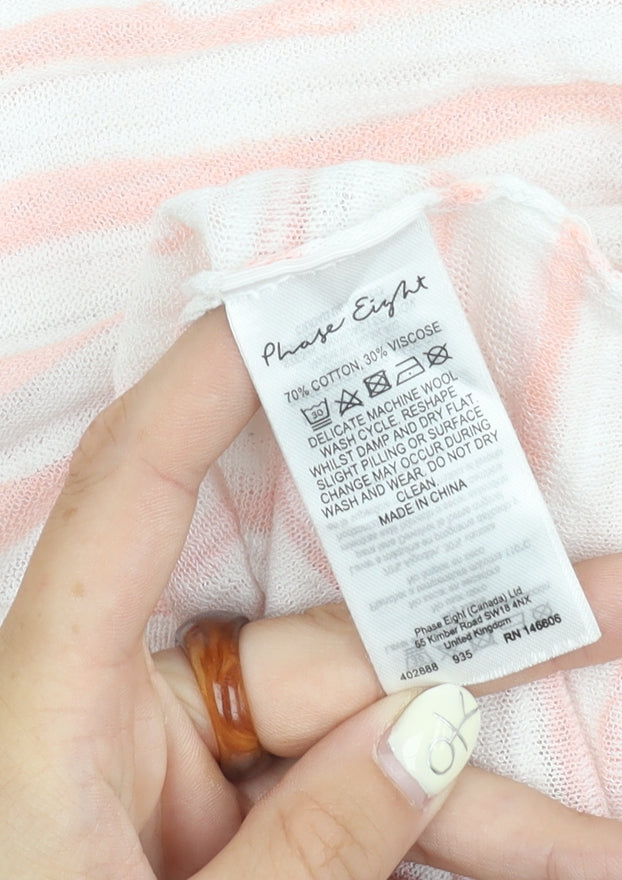 Phase Eight
70% COTTON, 30% VISCOSE
30
DELICATE MACHINE WOOL
WASH CYCLE. RESHAPE
WHILST DAMP AND DRY FLAT.
SLIGHT PILLING OR SURFACE
CHANGE MAY OCCUR DURING
WASH AND WEAR. DO NOT DRY
CLEAN.
MADE IN CHINA
Phase Eight (Canada) Ltd
55 Kimber Road SW18 4NX
United Kingdom RN 146606
402888 935